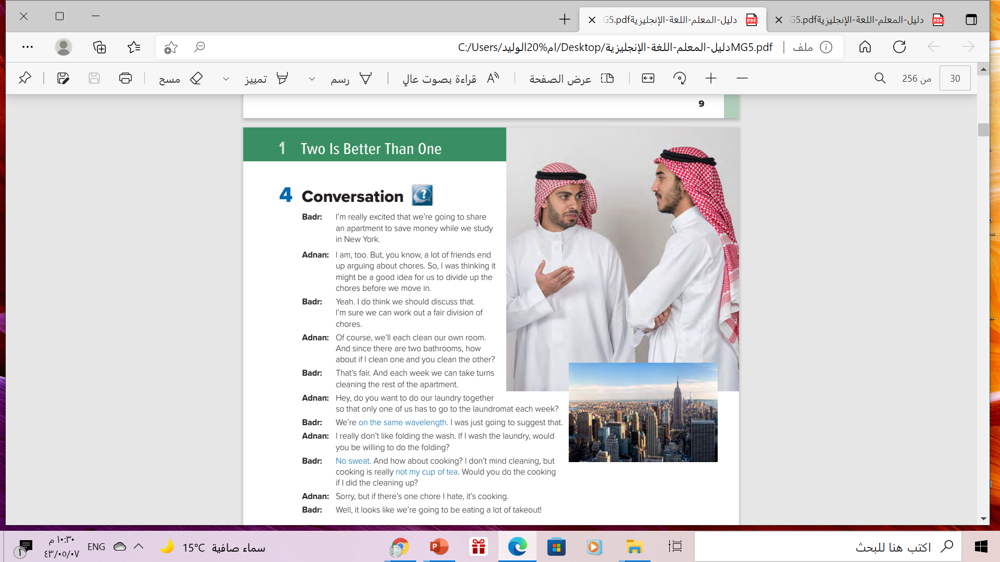 دليل-المعلم-اللغة-الإنجليزيةG5.pdf
دليل-المعلم-اللغة-الإنجليزيةG5.pdf
C:/Users/ام%20الوليد/Desktop/دليل-المعلم-اللغة-الإنجليزيةMG5.pdf
ملف
مسح
تمييز
رسم
قراءة بصوت عالٍ
عرض الصفحة
من 256
30
9
1 Two Is Better Than One
4 Conversation
Badr: I'm really excited that we're going to share
an apartment to save money while we study
in New York.
Adnan: I am, too. But, you know, a lot of friends end
up arguing about chores. So, I was thinking it
might be a good idea for us to divide up the
chores before we move in.
Badr: Yeah. I do think we should discuss that.
I'm sure we can work out a fair division of
chores.
Adnan: Of course, we'll each clean our own room.
And since there are two bathrooms, how
about if I clean one and you clean the other?
Badr: That's fair. And each week we can take turns
cleaning the rest of the apartment.
Adnan: Hey, do you want to do our laundry together
so that only one of us has to go to the laundromat each week?
Badr: We're on the same wavelength. I was just going to suggest that.
Adnan: I really don't like folding the wash. If I wash the laundry, would
you be willing to do the folding?
Badr: No sweat. And how about cooking? I don't mind cleaning, but
cooking is really not my cup of tea. Would you do the cooking
if I did the cleaning up?
Adnan: Sorry, but if there's one chore I hate, it's cooking.
Badr: Well, it looks like we're going to be eating a lot of takeout!
١٠:٣٠ م
٤٣/٠٥/٠٧
١
ENG
15°C سماء صافية
اكتب هنا للبحث